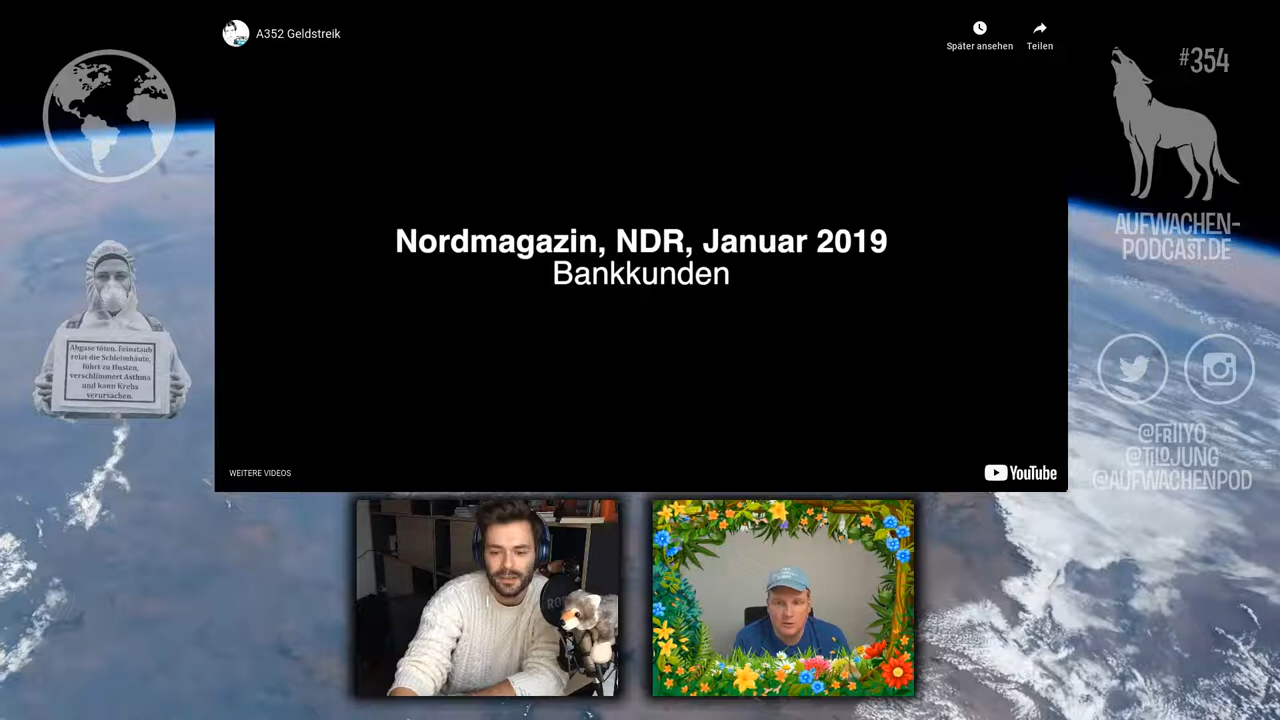 A352 Geldstreik
Später ansehen
Teilen
#354
Nordmagazin, NDR, Januar 2019
Bankkunden
AUFWACHEN-
PODCAST.DE
Abgase töten. Feinstaub
reizt die Schleimhäute,
führt zu Husten,
verschlimmert Asthma
und kann Krebs
verursachen.
@FRIIYO
@TILOJUNG
@AUFWACHENPOD
WEITERE VIDEOS
YouTube